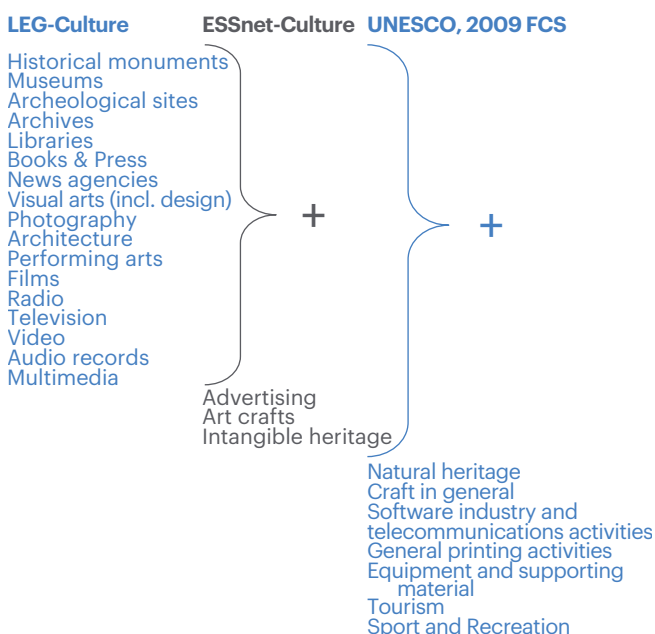 LEG-Culture
ESSnet-Culture
UNESCO, 2009 FCS
Historical monuments
Museums
Archeological sites
Archives
Libraries
Books & Press
News agencies
Visual arts (incl. design)
Photography
Architecture
Performing arts
Films
Radio
Television
Video
Audio records
Multimedia
+
Advertising
Art crafts
Intangible heritage
+
Natural heritage
Craft in general
Software industry and
telecommunications activities
General printing activities
Equipment and supporting
material
Tourism
Sport and Recreation